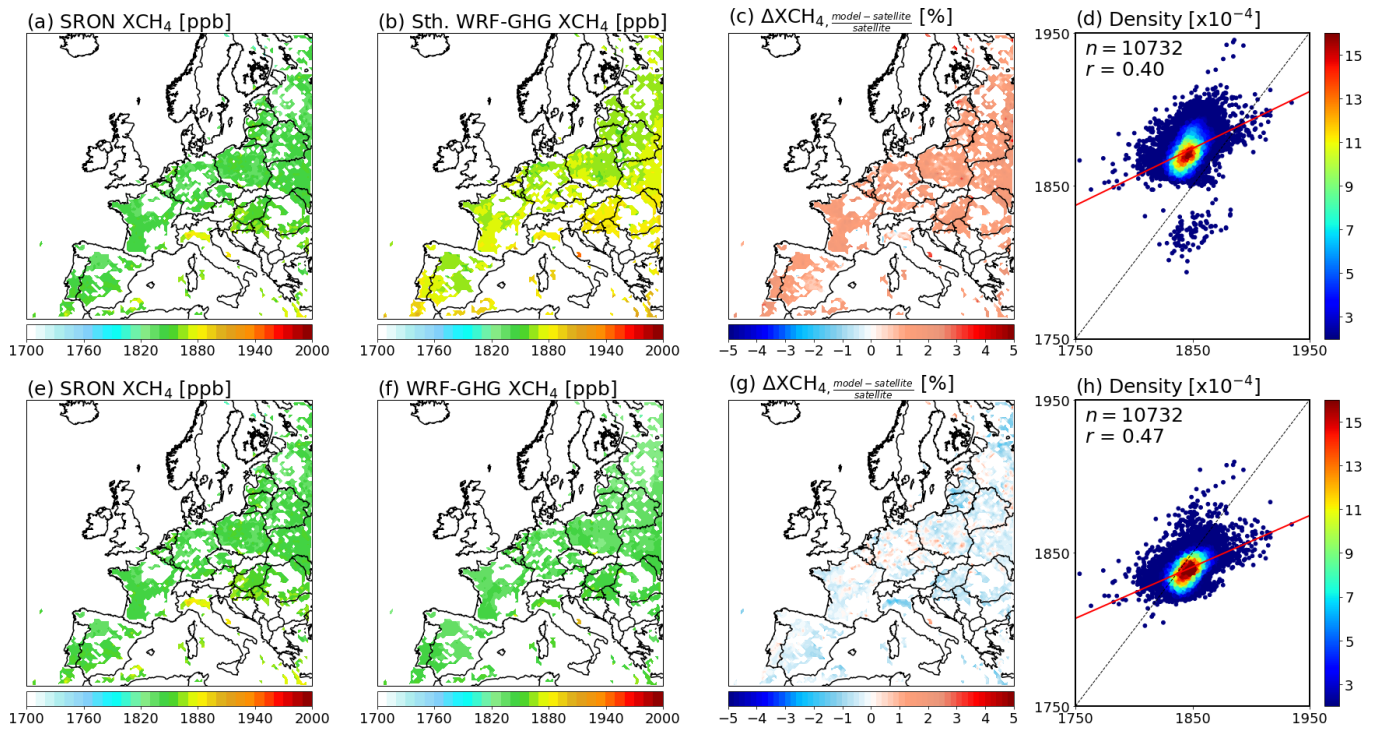 (a) SRON XCH₄ [ppb]
(b) Sth. WRF-GHG XCH₄ [ppb]
(c) ΔXCH₄, model−satellite/satellite [%]
(d) Density [x10⁻⁴]
1700 1760 1820 1880 1940 2000
1700 1760 1820 1880 1940 2000
−5 −4 −3 −2 −1 0 1 2 3 4 5
n = 10732
r = 0.40
1950
1850
1750
1750 1850 1950
15
13
11
9
7
5
3
(e) SRON XCH₄ [ppb]
(f) WRF-GHG XCH₄ [ppb]
(g) ΔXCH₄, model−satellite/satellite [%]
(h) Density [x10⁻⁴]
1700 1760 1820 1880 1940 2000
1700 1760 1820 1880 1940 2000
−5 −4 −3 −2 −1 0 1 2 3 4 5
n = 10732
r = 0.47
1950
1850
1750
1750 1850 1950
15
13
11
9
7
5
3